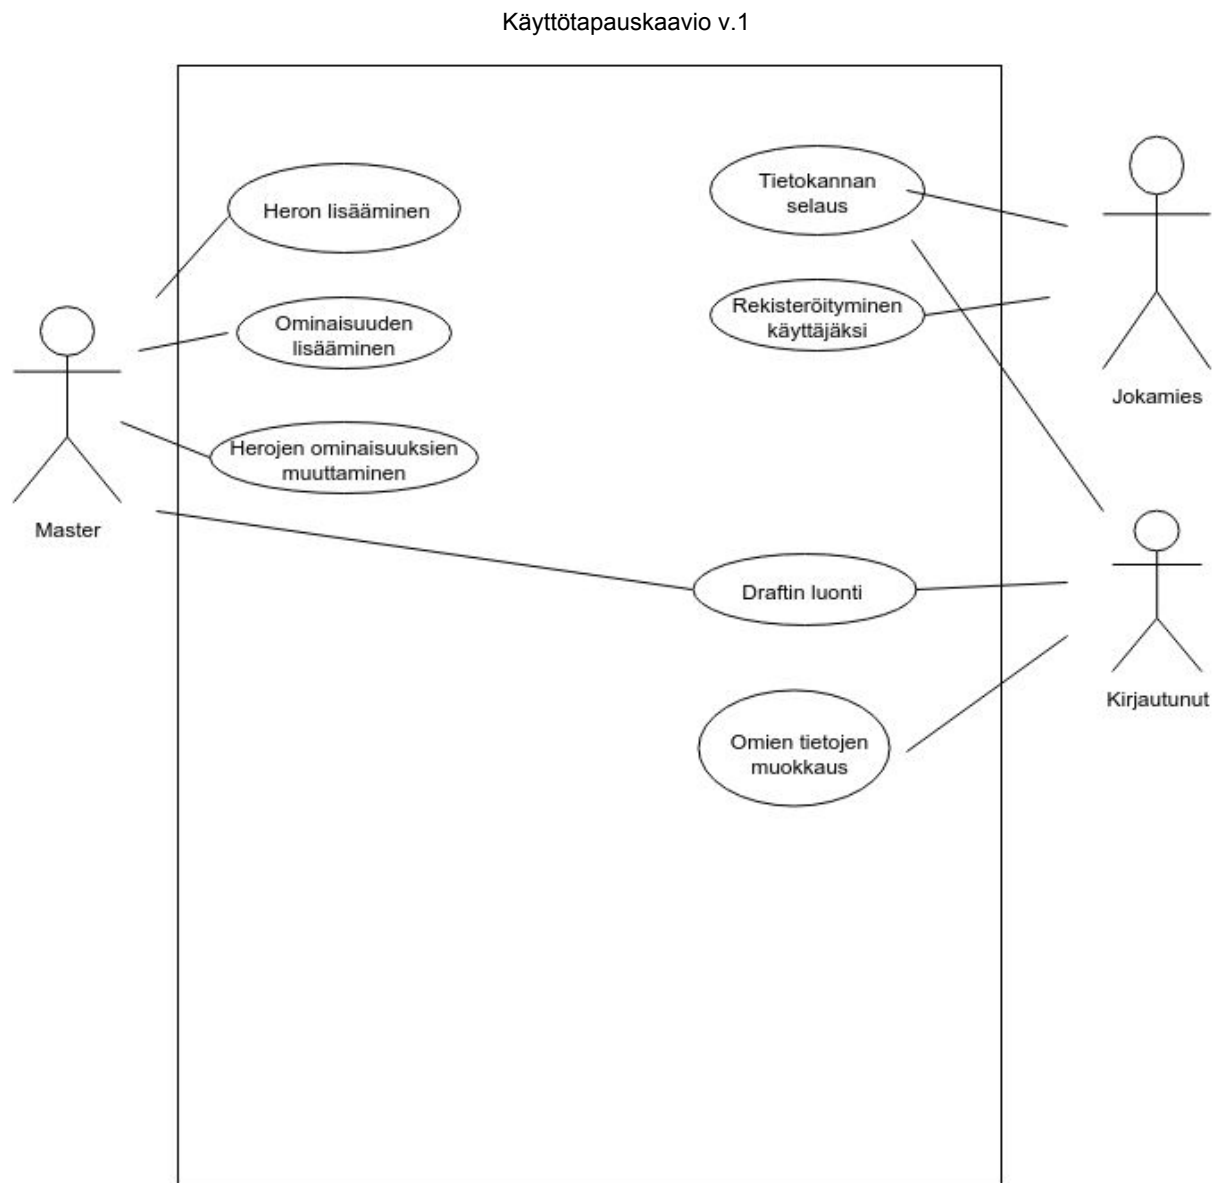 Käyttötapauskaavio v.1
Heron lisääminen
Ominaisuuden
lisääminen
Herojen ominaisuuksien
muuttaminen
Master
Tietokannan
selaus
Rekisteröityminen
käyttäjäksi
Jokamies
Draftin luonti
Omien tietojen
muokkaus
Kirjautunut